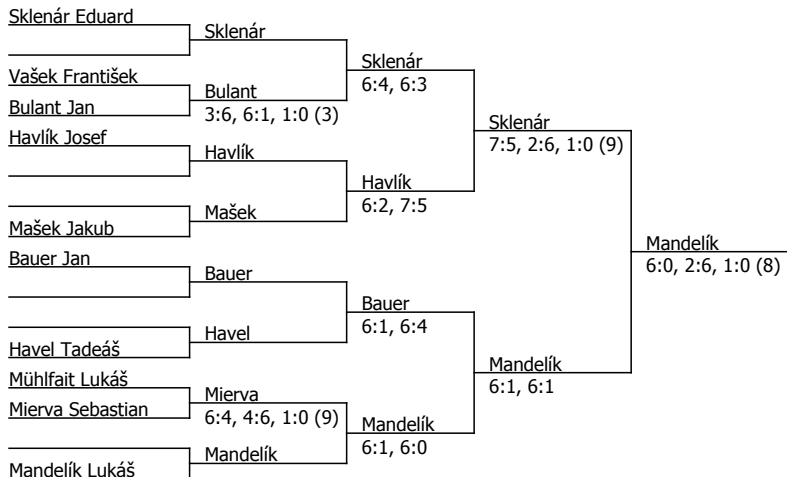 Sklenár Eduard
Vašek František
Bulant Jan
Havlík Josef
Mašek Jakub
Bauer Jan
Havel Tadeáš
Mühlfait Lukáš
Mierva Sebastian
Mandelík Lukáš
Sklenár
Bulant
3:6, 6:1, 1:0 (3)
Havlík
Mašek
Bauer
Havel
Mierva
6:4, 4:6, 1:0 (9)
Mandelík
Sklenár
6:4, 6:3
Havlík
6:2, 7:5
Bauer
6:1, 6:4
Mandelík
6:1, 6:0
Sklenár
7:5, 2:6, 1:0 (9)
Mandelík
6:1, 6:1
Mandelík
6:0, 2:6, 1:0 (8)